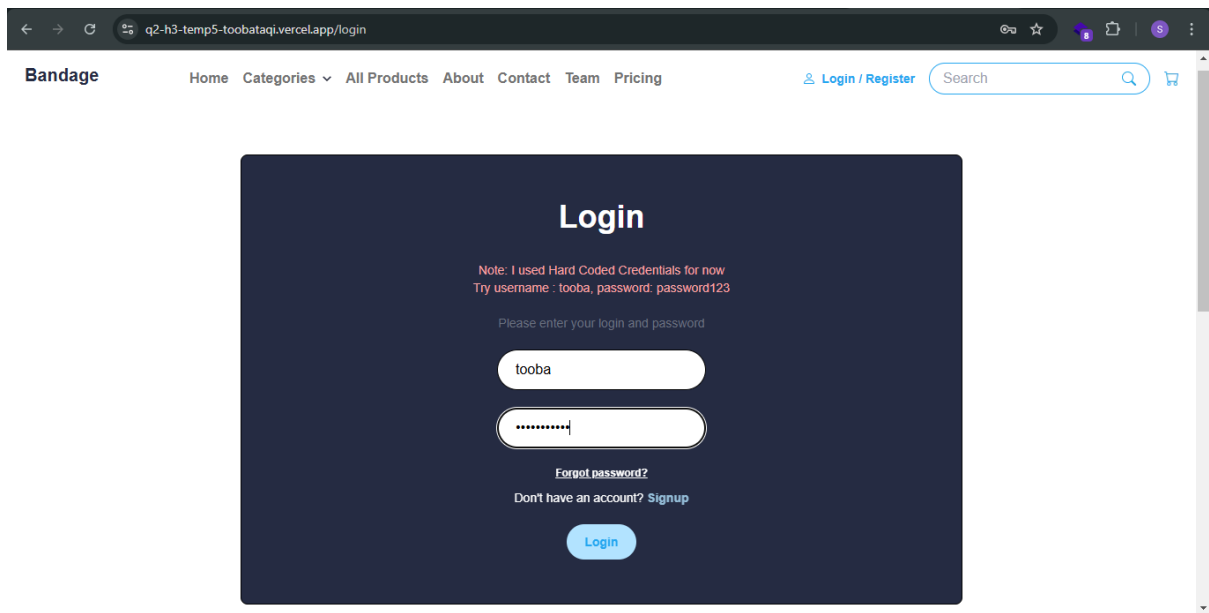 q2-h3-temp5-toobataqi.vercel.app/login
8
S
Bandage
Home Categories All Products About Contact Team Pricing
Login / Register
Search
Login
Note: I used Hard Coded Credentials for now
Try username : tooba, password: password123
Please enter your login and password
tooba
•••••••••••
Forgot password?
Don't have an account? Signup
Login